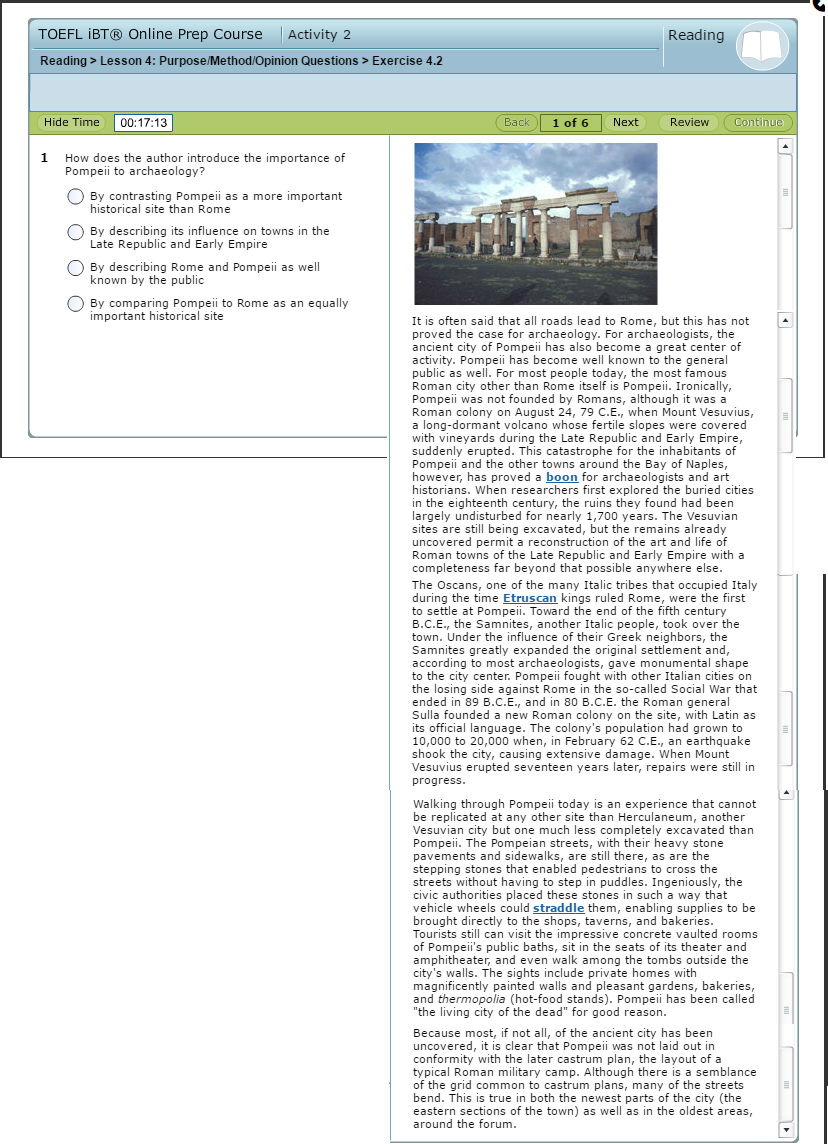 TOEFL iBT® Online Prep Course
Activity 2
Reading
Reading > Lesson 4: Purpose/Method/Opinion Questions > Exercise 4.2
Hide Time
00:17:13
Back
1 of 6
Next
Review
Continue
1 How does the author introduce the importance of
Pompeii to archaeology?
By contrasting Pompeii as a more important
historical site than Rome
By describing its influence on towns in the
Late Republic and Early Empire
By describing Rome and Pompeii as well
known by the public
By comparing Pompeii to Rome as an equally
important historical site
It is often said that all roads lead to Rome, but this has not
proved the case for archaeology. For archaeologists, the
ancient city of Pompeii has also become a great center of
activity. Pompeii has become well known to the general
public as well. For most people today, the most famous
Roman city other than Rome itself is Pompeii. Ironically,
Pompeii was not founded by Romans, although it was a
Roman colony on August 24, 79 C.E., when Mount Vesuvius,
a long-dormant volcano whose fertile slopes were covered
with vineyards during the Late Republic and Early Empire,
suddenly erupted. This catastrophe for the inhabitants of
Pompeii and the other towns around the Bay of Naples,
however, has proved a boon for archaeologists and art
historians. When researchers first explored the buried cities
in the eighteenth century, the ruins they found had been
largely undisturbed for nearly 1,700 years. The Vesuvian
sites are still being excavated, but the remains already
uncovered permit a reconstruction of the art and life of
Roman towns of the Late Republic and Early Empire with a
completeness far beyond that possible anywhere else.
The Oscans, one of the many Italic tribes that occupied Italy
during the time Etruscan kings ruled Rome, were the first
to settle at Pompeii. Toward the end of the fifth century
B.C.E., the Samnites, another Italic people, took over the
town. Under the influence of their Greek neighbors, the
Samnites greatly expanded the original settlement and,
according to most archaeologists, gave monumental shape
to the city center. Pompeii fought with other Italian cities on
the losing side against Rome in the so-called Social War that
ended in 89 B.C.E., and in 80 B.C.E. the Roman general
Sulla founded a new Roman colony on the site, with Latin as
its official language. The colony's population had grown to
10,000 to 20,000 when, in February 62 C.E., an earthquake
shook the city, causing extensive damage. When Mount
Vesuvius erupted seventeen years later, repairs were still in
progress.
Walking through Pompeii today is an experience that cannot
be replicated at any other site than Herculaneum, another
Vesuvian city but one much less completely excavated than
Pompeii. The Pompeian streets, with their heavy stone
pavements and sidewalks, are still there, as are the
stepping stones that enabled pedestrians to cross the
streets without having to step in puddles. Ingeniously, the
civic authorities placed these stones in such a way that
vehicle wheels could straddle them, enabling supplies to be
brought directly to the shops, taverns, and bakeries.
Tourists still can visit the impressive concrete vaulted rooms
of Pompeii's public baths, sit in the seats of its theater and
amphitheater, and even walk among the tombs outside the
city's walls. The sights include private homes with
magnificently painted walls and pleasant gardens, bakeries,
and thermopolia (hot-food stands). Pompeii has been called
"the living city of the dead" for good reason.
Because most, if not all, of the ancient city has been
uncovered, it is clear that Pompeii was not laid out in
conformity with the later castrum plan, the layout of a
typical Roman military camp. Although there is a semblance
of the grid common to castrum plans, many of the streets
bend. This is true in both the newest parts of the city (the
eastern sections of the town) as well as in the oldest areas,
around the forum.